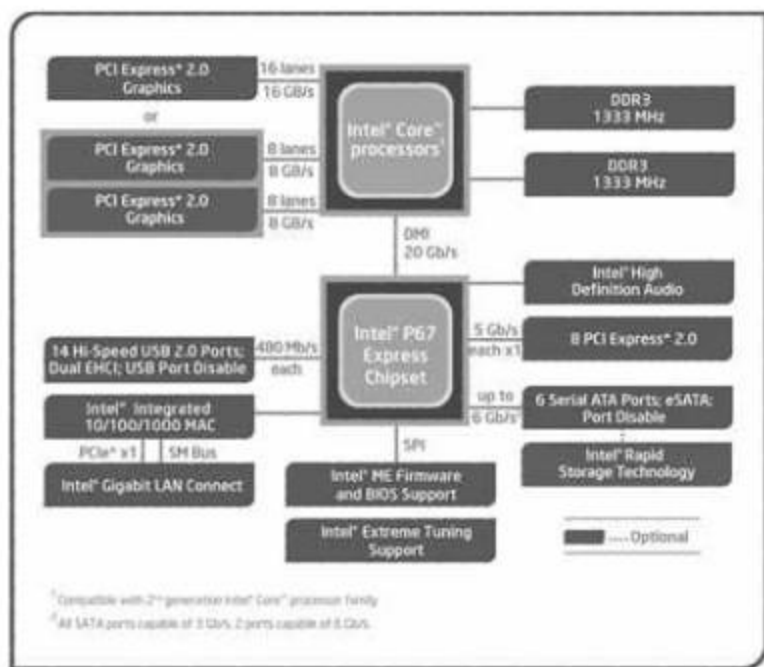 PCI Express* 2.0
Graphics
16 lanes
16 GB/s
or
PCI Express* 2.0
Graphics
8 lanes
8 GB/s
PCI Express* 2.0
Graphics
8 lanes
8 GB/s
Intel® Core™
processors¹
DDR3
1333 MHz
DDR3
1333 MHz
DMI
20 Gb/s
Intel® P67
Express
Chipset
Intel® High
Definition Audio
5 Gb/s
each x1
8 PCI Express* 2.0
14 Hi-Speed USB 2.0 Ports;
Dual EHCI; USB Port Disable
480 Mb/s
each
Intel® Integrated
10/100/1000 MAC
PCIe* x1
SM Bus
Intel® Gigabit LAN Connect
up to
6 Gb/s²
6 Serial ATA Ports; eSATA;
Port Disable
Intel® Rapid
Storage Technology
SPI
Intel® ME Firmware
and BIOS Support
Intel® Extreme Tuning
Support
Optional
¹Compatible with 2ⁿᵈ generation Intel® Core™ processor family
²All SATA ports capable of 3 Gb/s. 2 ports capable of 6 Gb/s.